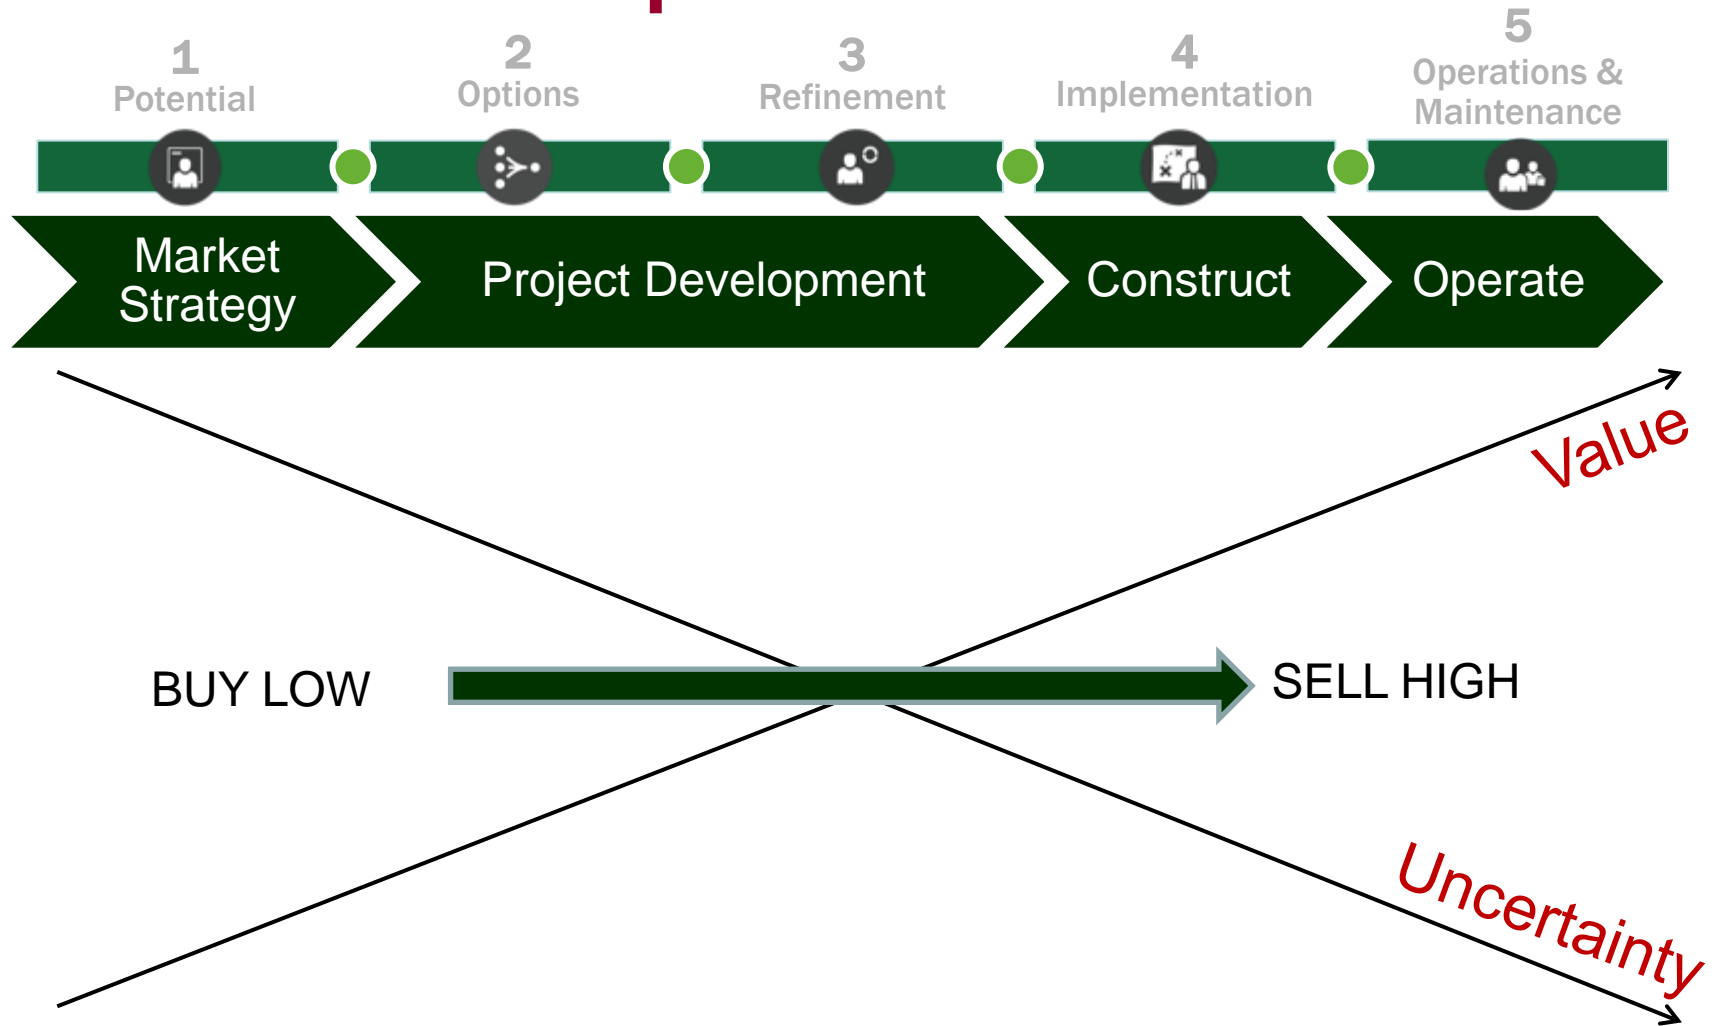 1
Potential
2
Options
3
Refinement
4
Implementation
5
Operations &
Maintenance
Market
Strategy
Project Development
Construct
Operate
Value
BUY LOW
SELL HIGH
Uncertainty